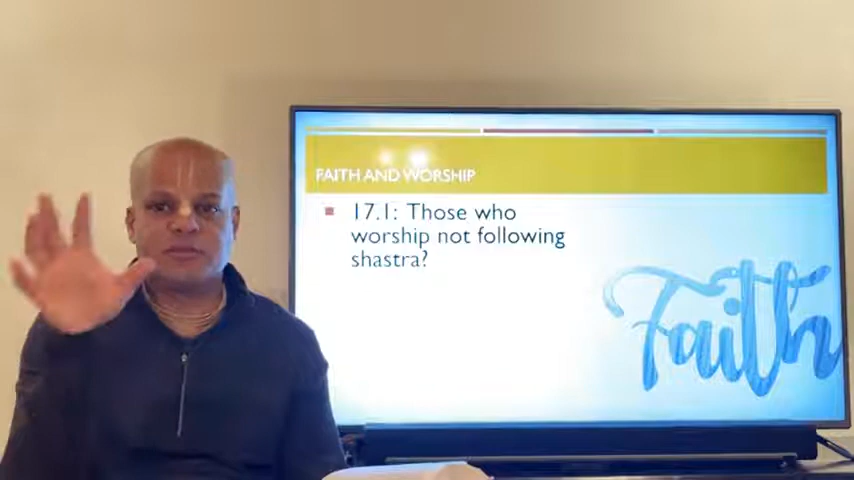 FAITH AND WORSHIP
17.1: Those who
worship not following
shastra?
Faith